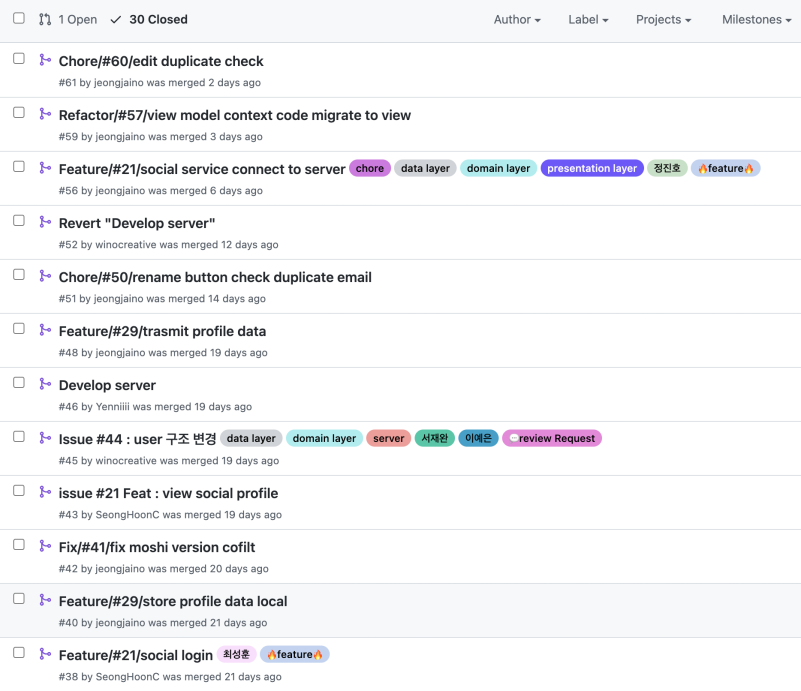 1 Open 30 Closed Author Label Projects Milestones
Chore/#60/edit duplicate check
#61 by jeongjaino was merged 2 days ago
Refactor/#57/view model context code migrate to view
#59 by jeongjaino was merged 3 days ago
Feature/#21/social service connect to server chore data layer domain layer presentation layer 정진호 🔥feature🔥
#56 by jeongjaino was merged 6 days ago
Revert "Develop server"
#52 by winocreative was merged 12 days ago
Chore/#50/rename button check duplicate email
#51 by jeongjaino was merged 14 days ago
Feature/#29/trasmit profile data
#48 by jeongjaino was merged 19 days ago
Develop server
#46 by Yenniiii was merged 19 days ago
Issue #44 : user 구조 변경 data layer domain layer server 서재완 이예은 💬review Request
#45 by winocreative was merged 19 days ago
issue #21 Feat : view social profile
#43 by SeongHoonC was merged 19 days ago
Fix/#41/fix moshi version cofilt
#42 by jeongjaino was merged 20 days ago
Feature/#29/store profile data local
#40 by jeongjaino was merged 21 days ago
Feature/#21/social login 최성훈 🔥feature🔥
#38 by SeongHoonC was merged 21 days ago